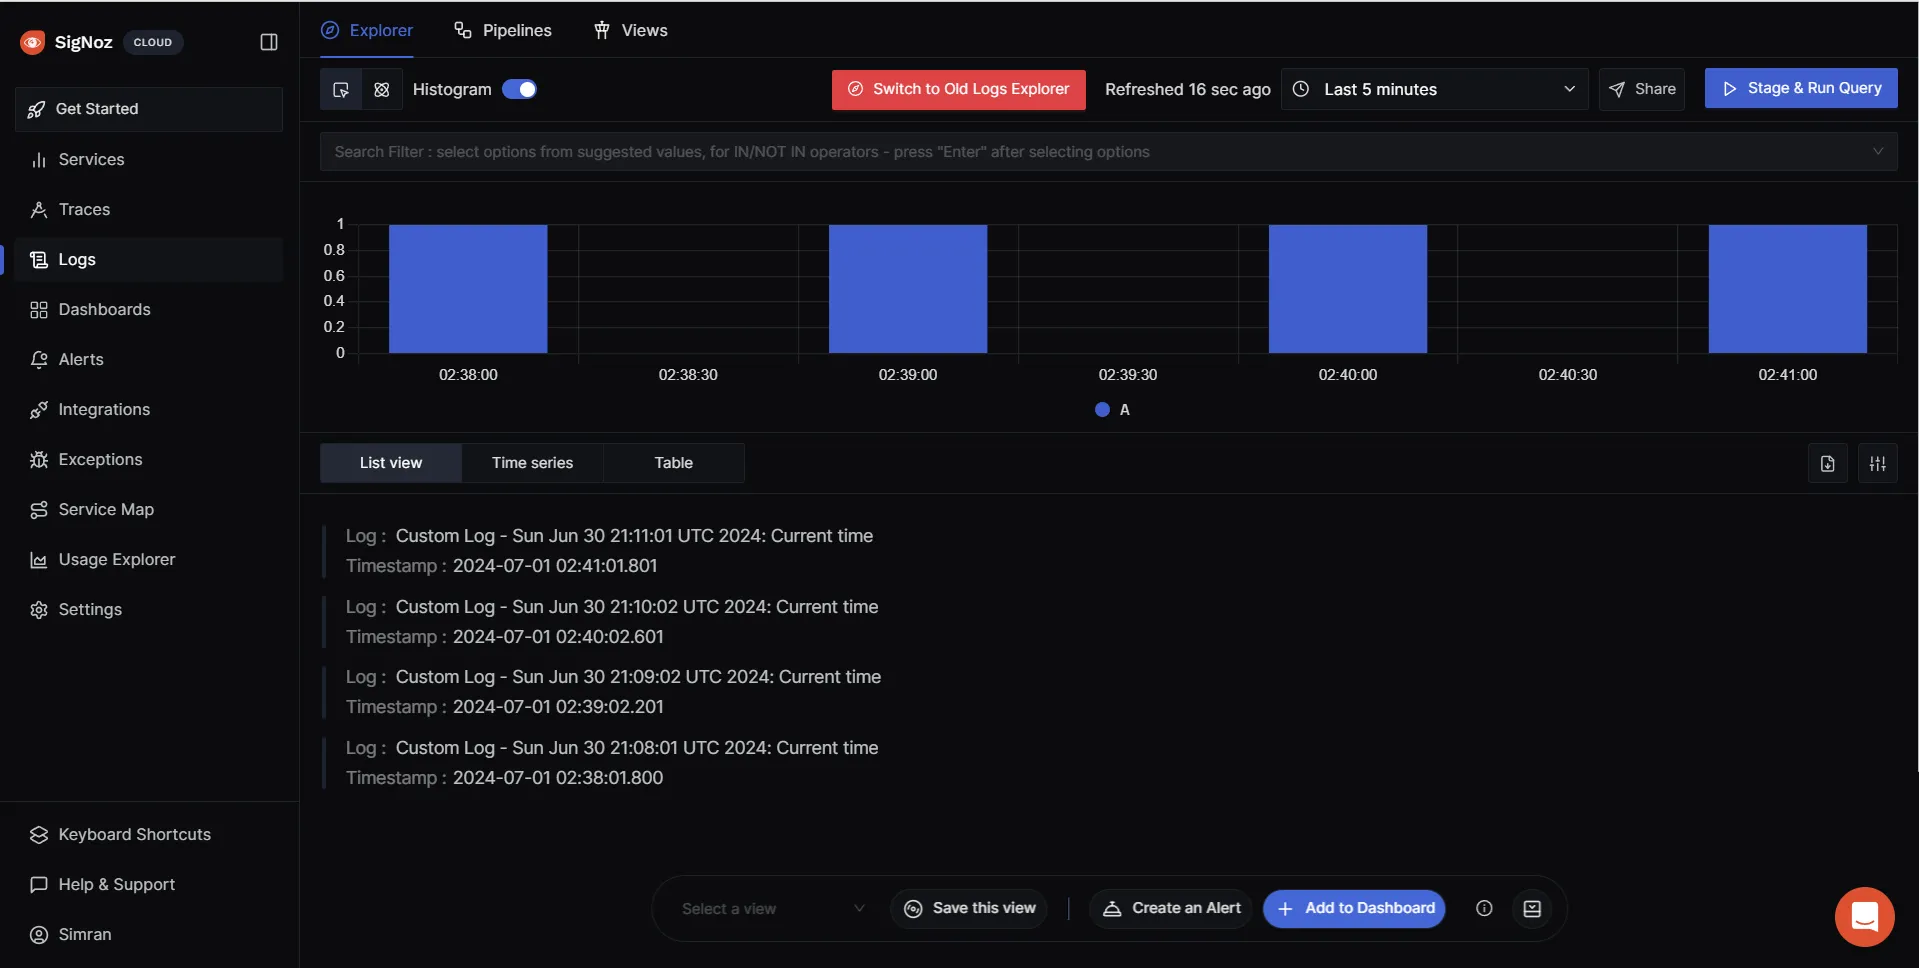 SigNoz CLOUD
Get Started
Services
Traces
Logs
Dashboards
Alerts
Integrations
Exceptions
Service Map
Usage Explorer
Settings
Keyboard Shortcuts
Help & Support
Simran
Explorer Pipelines Views
Histogram Switch to Old Logs Explorer Refreshed 16 sec ago Last 5 minutes Share Stage & Run Query
Search Filter : select options from suggested values, for IN/NOT IN operators - press "Enter" after selecting options
1
0.8
0.6
0.4
0.2
0
02:38:00 02:38:30 02:39:00 02:39:30 02:40:00 02:40:30 02:41:00
A
List view Time series Table
Log : Custom Log - Sun Jun 30 21:11:01 UTC 2024: Current time
Timestamp : 2024-07-01 02:41:01.801
Log : Custom Log - Sun Jun 30 21:10:02 UTC 2024: Current time
Timestamp : 2024-07-01 02:40:02.601
Log : Custom Log - Sun Jun 30 21:09:02 UTC 2024: Current time
Timestamp : 2024-07-01 02:39:02.201
Log : Custom Log - Sun Jun 30 21:08:01 UTC 2024: Current time
Timestamp : 2024-07-01 02:38:01.800
Select a view Save this view Create an Alert Add to Dashboard